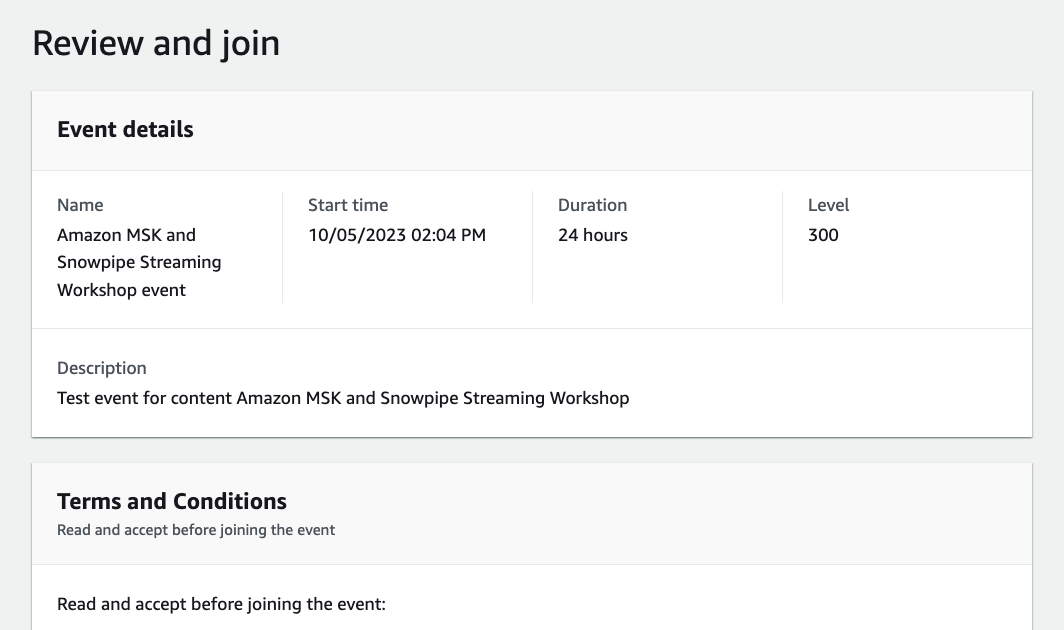 Review and join
Event details
Name
Amazon MSK and
Snowpipe Streaming
Workshop event
Start time
10/05/2023 02:04 PM
Duration
24 hours
Level
300
Description
Test event for content Amazon MSK and Snowpipe Streaming Workshop
Terms and Conditions
Read and accept before joining the event
Read and accept before joining the event: